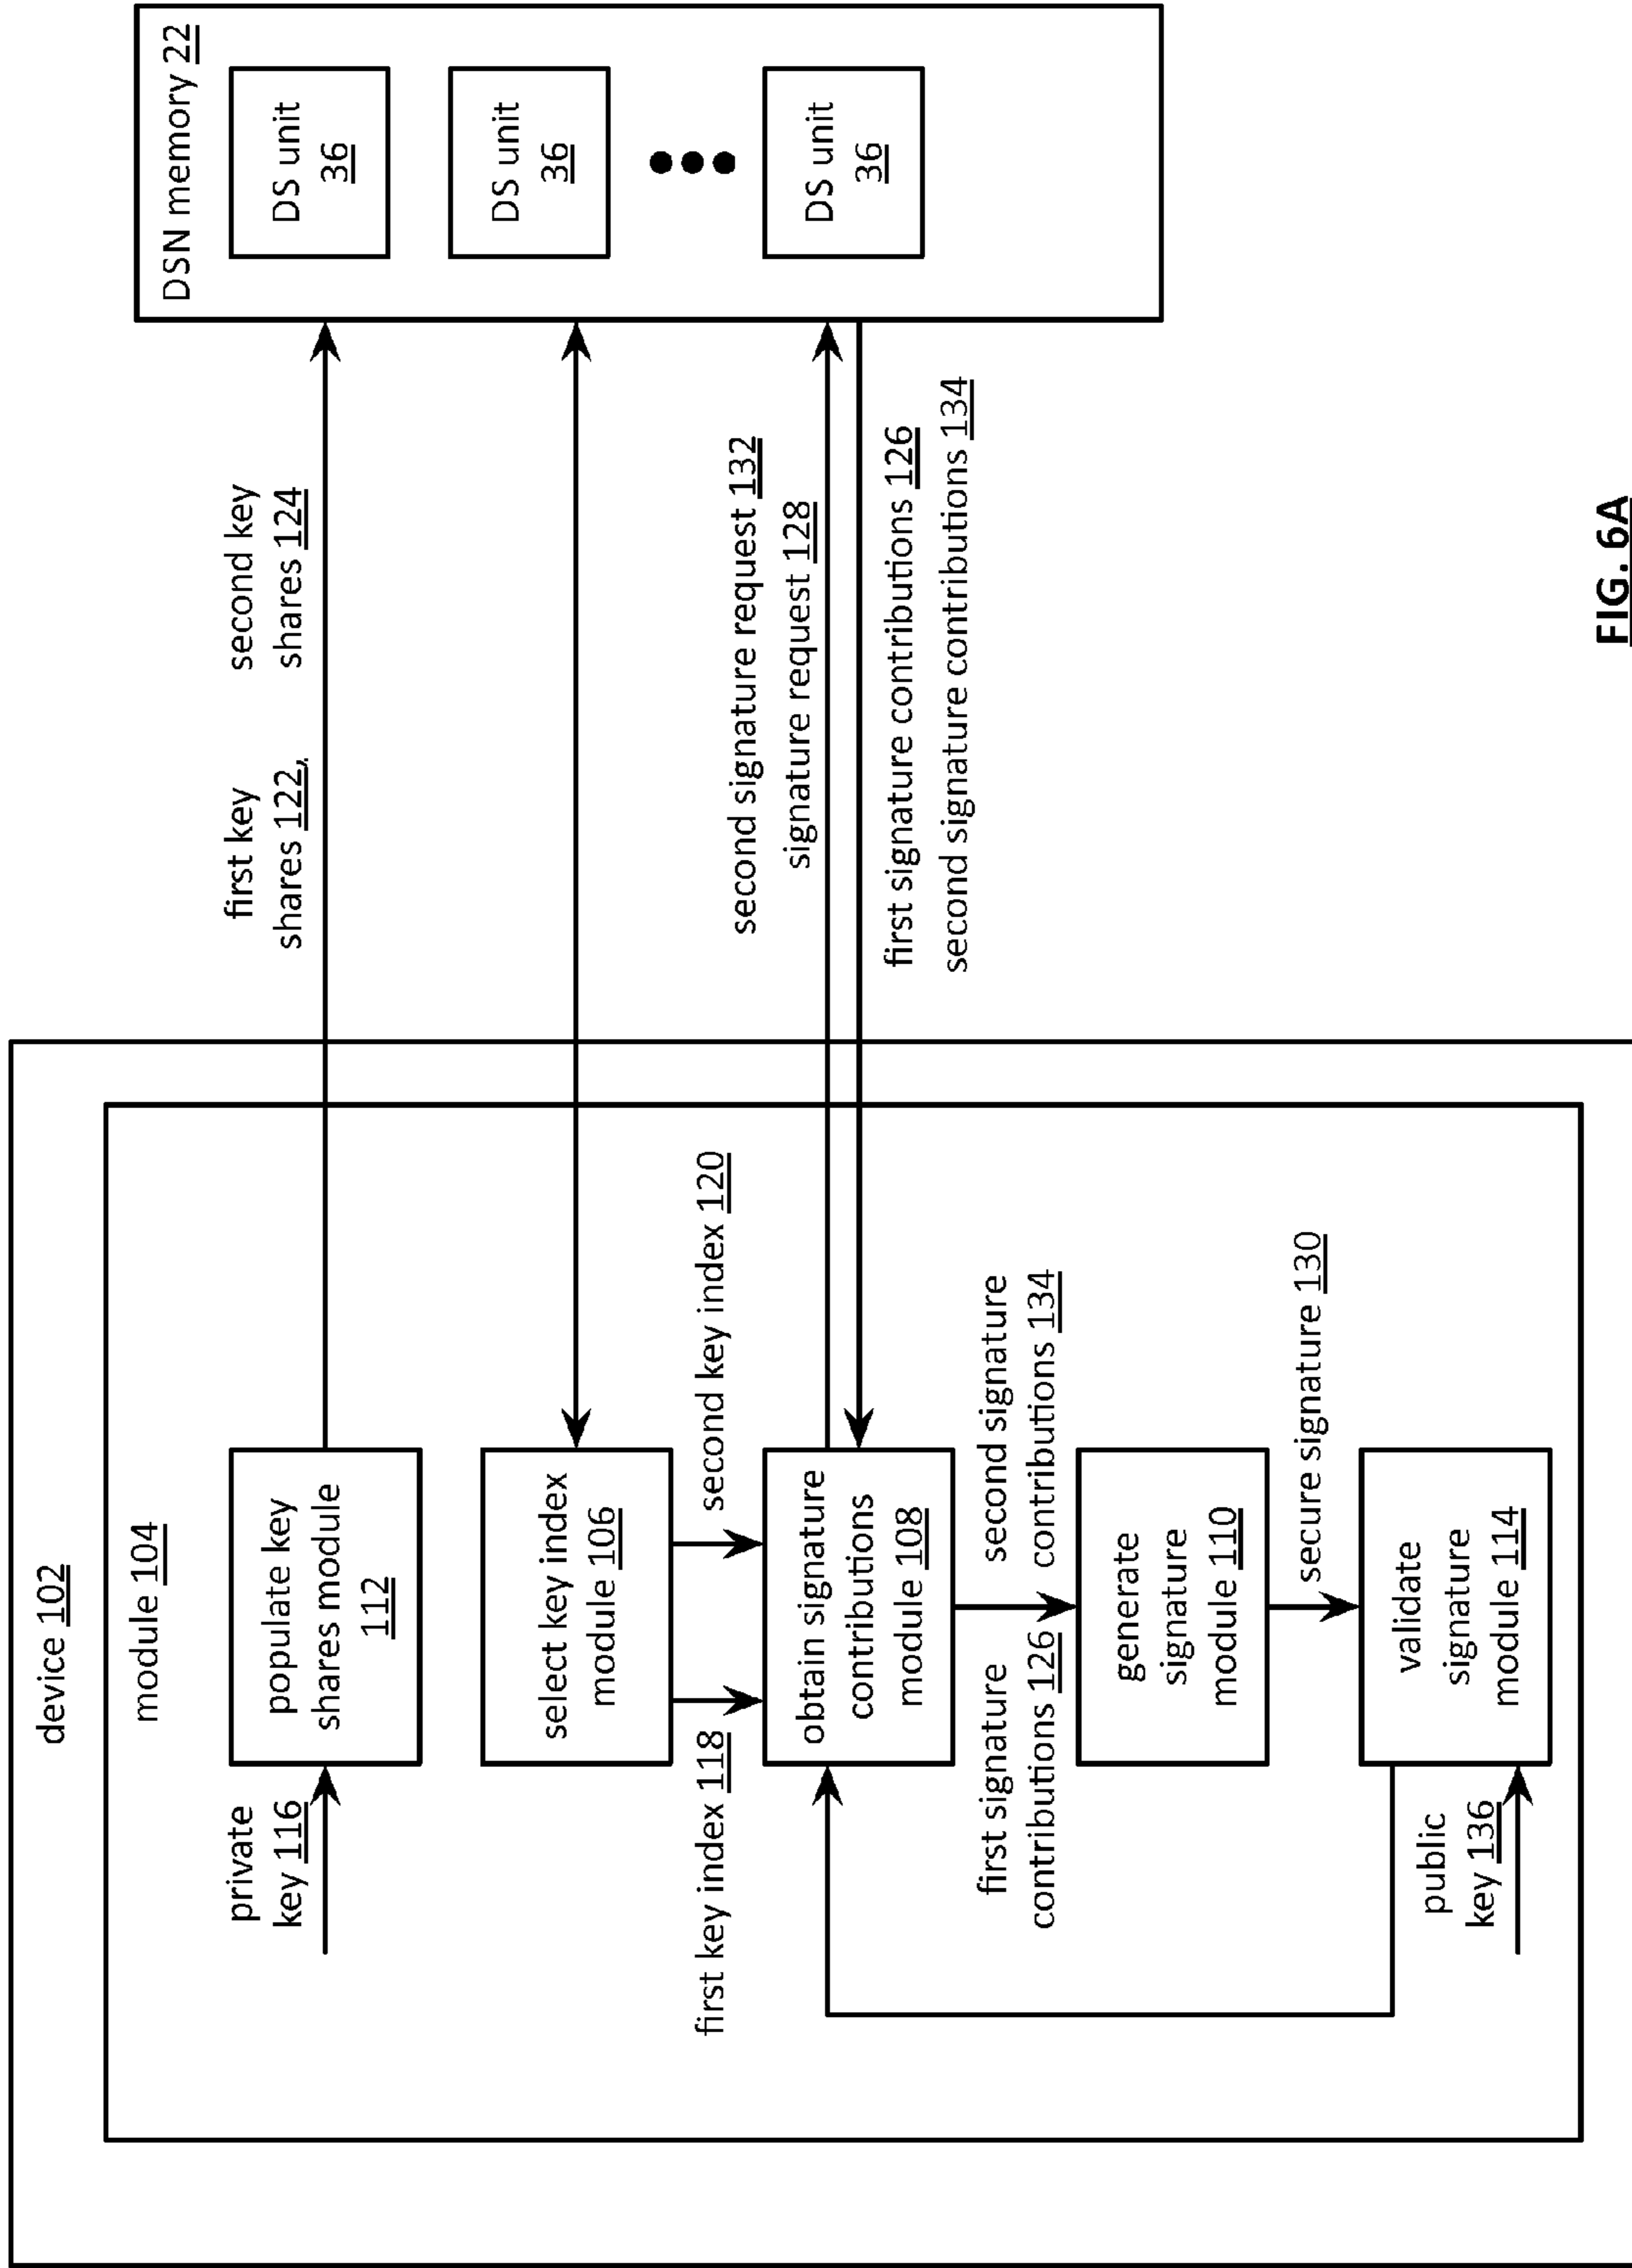 device 102
module 104
private
key 116
populate key
shares module
112
first key
shares 122,
second key
shares 124
DSN memory 22
DS unit
36
DS unit
36
DS unit
36
select key index
module 106
first key index 118
second key index 120
obtain signature
contributions
module 108
second signature request 132
signature request 128
first signature contributions 126
second signature contributions 134
first signature
contributions 126
second signature
contributions 134
generate
signature
module 110
secure signature 130
public
key 136
validate
signature
module 114
FIG. 6A